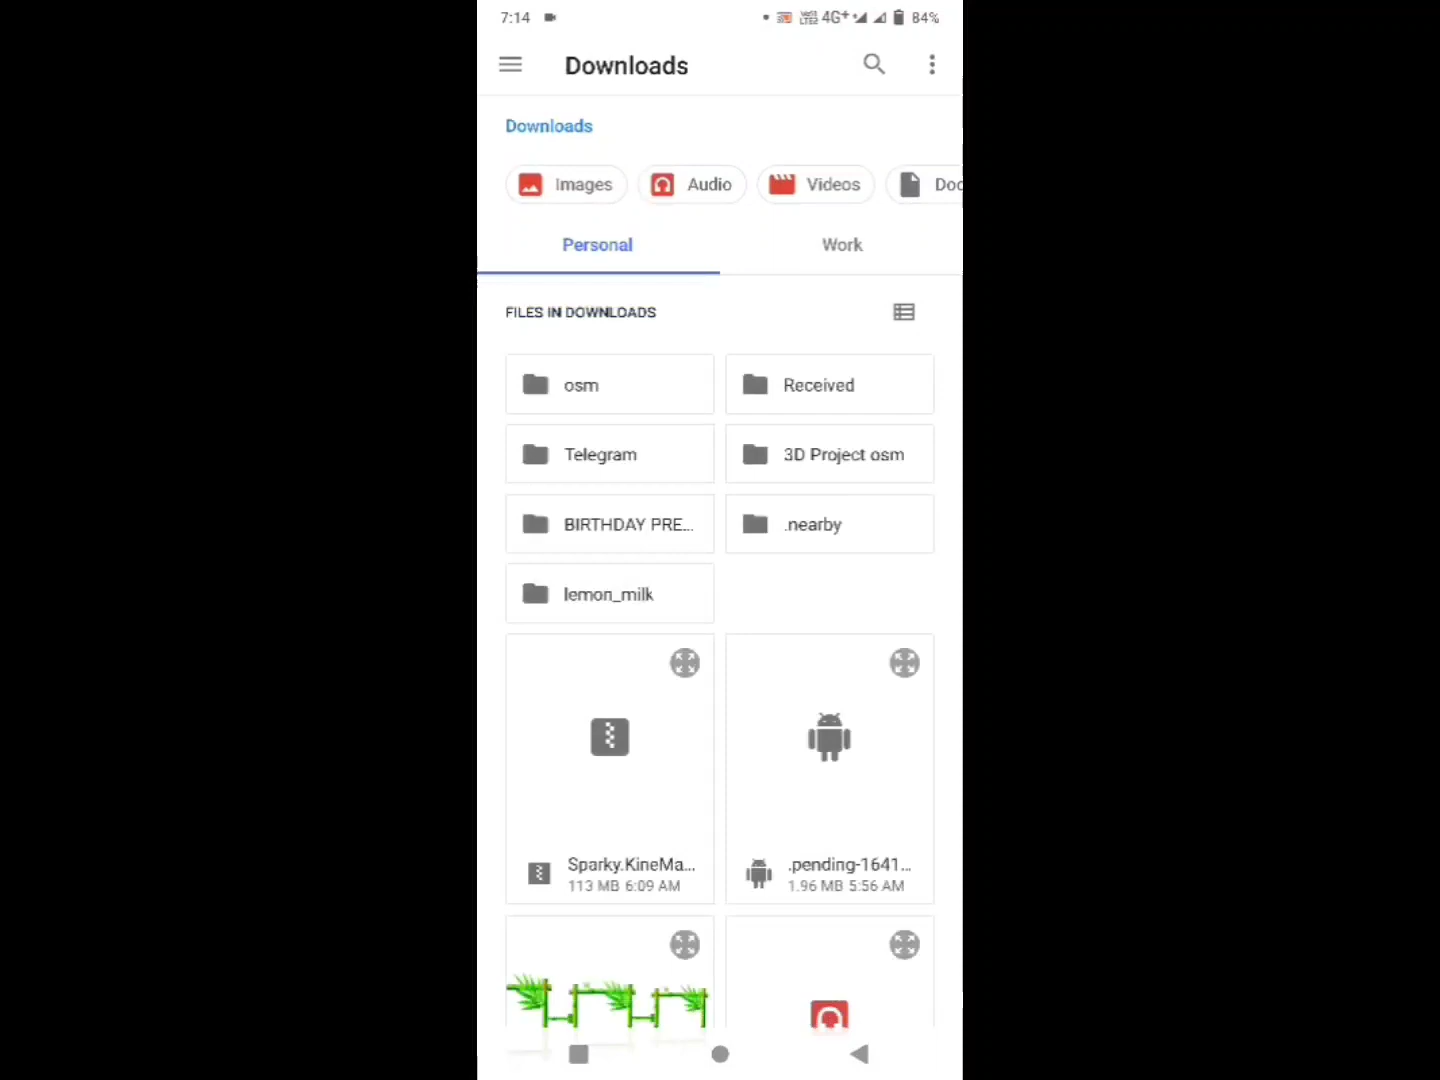 7:14 4G+ 84%
Downloads
Downloads
Images Audio Videos Doc
Personal Work
FILES IN DOWNLOADS
osm Received
Telegram 3D Project osm
BIRTHDAY PRE... .nearby
lemon_milk
Sparky.KineMa... .pending-1641...
113 MB 6:09 AM 1.96 MB 5:56 AM